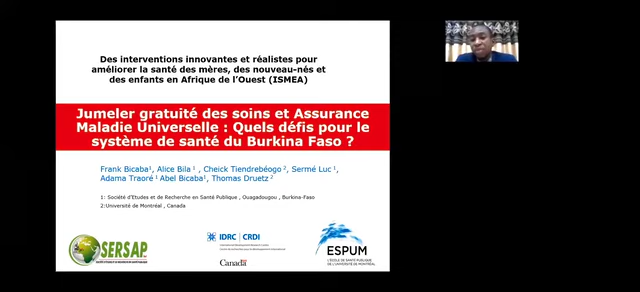 Des interventions innovantes et réalistes pour
améliorer la santé des mères, des nouveau-nés et
des enfants en Afrique de l'Ouest (ISMEA)
Jumeler gratuité des soins et Assurance
Maladie Universelle : Quels défis pour le
système de santé du Burkina Faso ?
Frank Bicaba1, Alice Bila 1 , Cheick Tiendrebéogo 2, Sermé Luc 1,
Adama Traoré 1 Abel Bicaba1, Thomas Druetz 2
1: Société d'Etudes et de Recherche en Santé Publique , Ouagadougou , Burkina-Faso
2:Université de Montréal , Canada
SERSAP
IDRC | CRDI
Canada
ESPUM
L'ÉCOLE DE SANTÉ PUBLIQUE
DE L'UNIVERSITÉ DE MONTRÉAL